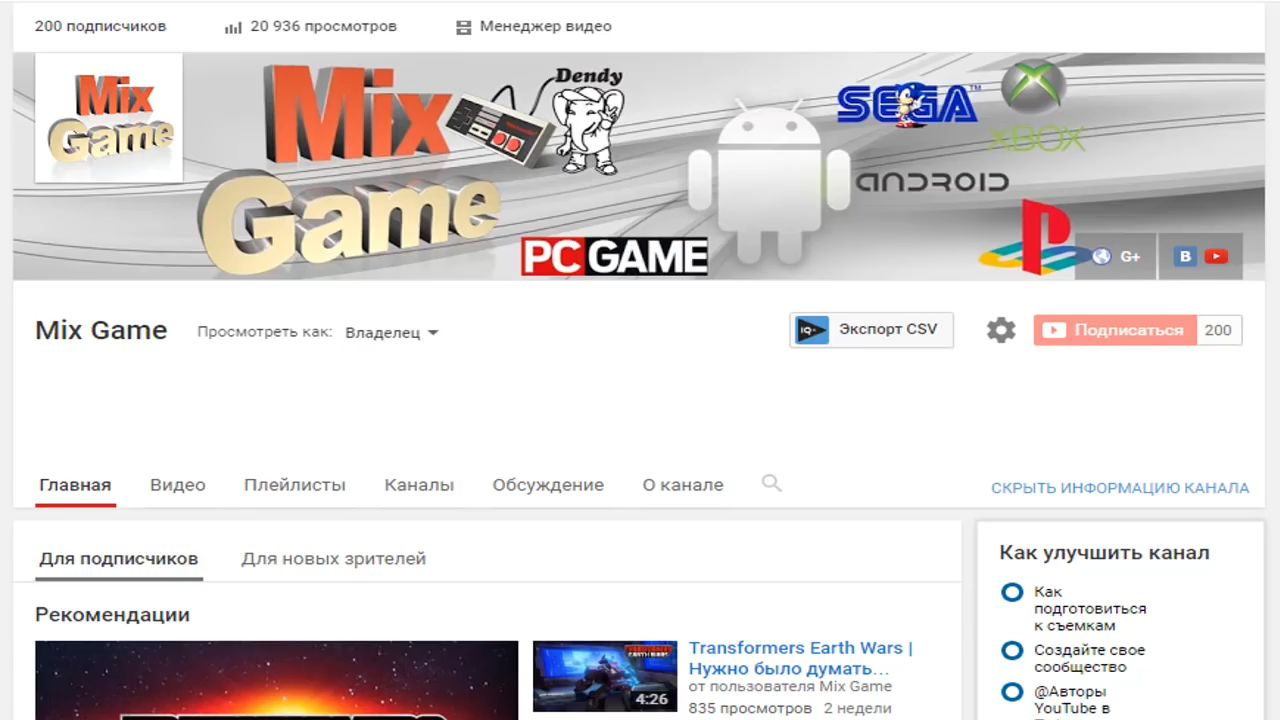 200 подписчиков
20 936 просмотров
Менеджер видео
Mix
Game
Mix
Game
Dendy
SEGA™
XBOX
ANDROID
PC GAME
G+
B
Mix Game
Просмотреть как: Владелец
IQ
Экспорт CSV
Подписаться 200
Главная
Видео
Плейлисты
Каналы
Обсуждение
О канале
СКРЫТЬ ИНФОРМАЦИЮ КАНАЛА
Для подписчиков
Для новых зрителей
Рекомендации
4:26
Transformers Earth Wars |
Нужно было думать...
от пользователя Mix Game
835 просмотров 2 недели
Как улучшить канал
Как
подготовиться
к съемкам
Создайте свое
сообщество
@Авторы
YouTube в